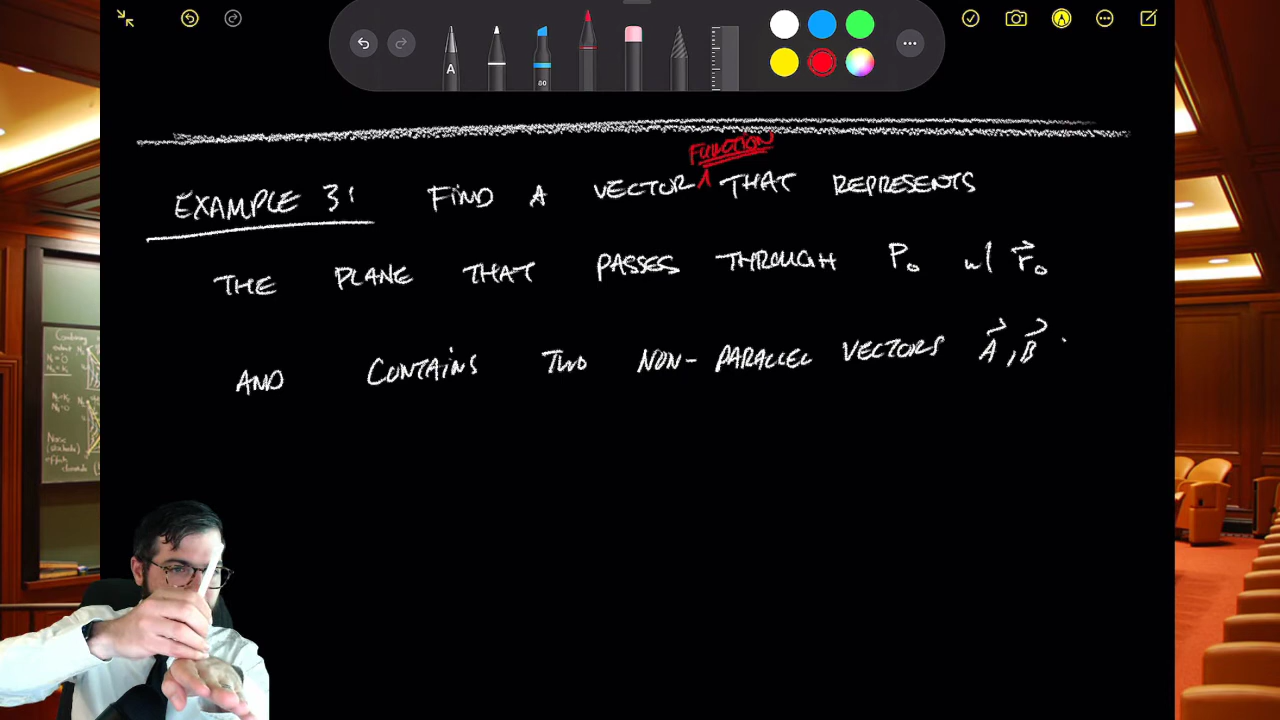 FUNCTION
EXAMPLE 3: FIND A VECTOR ^ THAT REPRESENTS
THE PLANE THAT PASSES THROUGH P₀ w/ r⃗₀
AND CONTAINS TWO NON-PARALLEL VECTORS A⃗, B⃗.
A
80